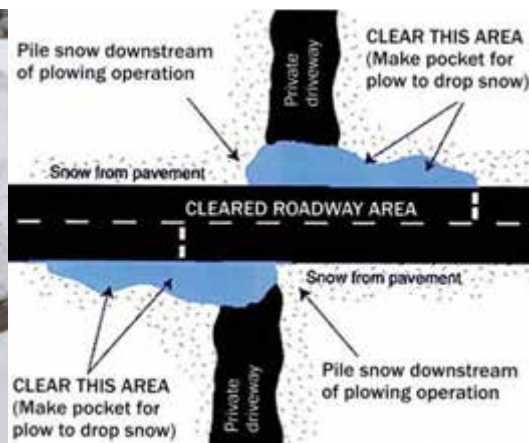 Pile snow downstream
of plowing operation
Private
driveway
CLEAR THIS AREA
(Make pocket for
plow to drop snow)
Snow from pavement
CLEARED ROADWAY AREA
Snow from pavement
CLEAR THIS AREA
(Make pocket for
plow to drop snow)
Private
driveway
Pile snow downstream
of plowing operation